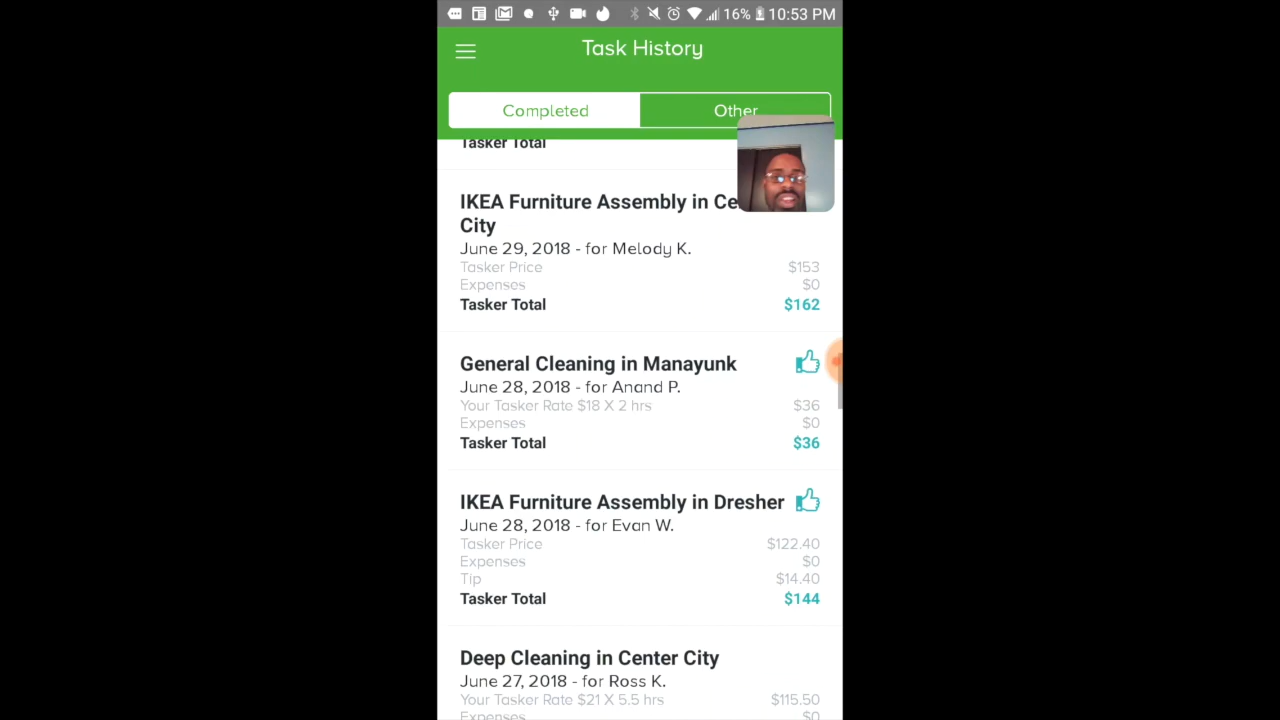 16% 10:53 PM
Task History
Completed
Other
Tasker Total
IKEA Furniture Assembly in Ce
City
June 29, 2018 - for Melody K.
Tasker Price $153
Expenses $0
Tasker Total $162
General Cleaning in Manayunk
June 28, 2018 - for Anand P.
Your Tasker Rate $18 X 2 hrs $36
Expenses $0
Tasker Total $36
IKEA Furniture Assembly in Dresher
June 28, 2018 - for Evan W.
Tasker Price $122.40
Expenses $0
Tip $14.40
Tasker Total $144
Deep Cleaning in Center City
June 27, 2018 - for Ross K.
Your Tasker Rate $21 X 5.5 hrs $115.50
Expenses $0